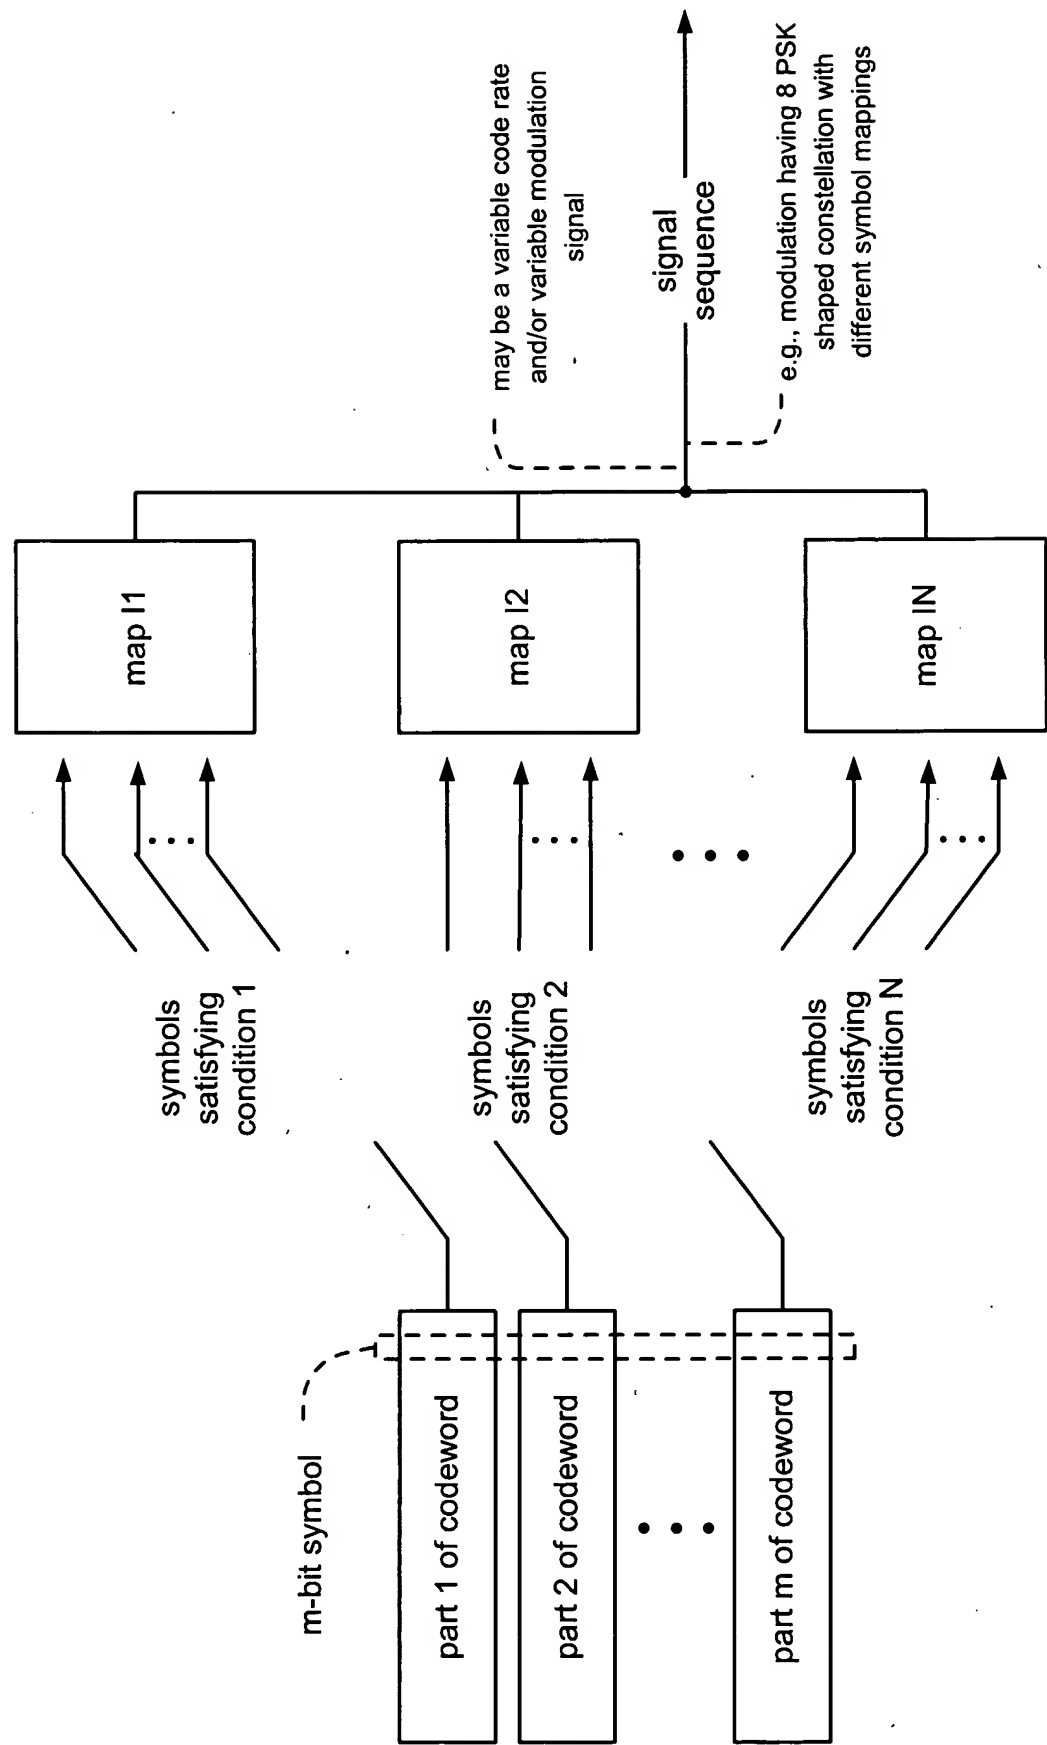 m-bit symbol
part 1 of codeword
part 2 of codeword
part m of codeword
symbols
satisfying
condition 1
symbols
satisfying
condition 2
symbols
satisfying
condition N
map I1
map I2
map IN
may be a variable code rate
and/or variable modulation
signal
signal
sequence
e.g., modulation having 8 PSK
shaped constellation with
different symbol mappings